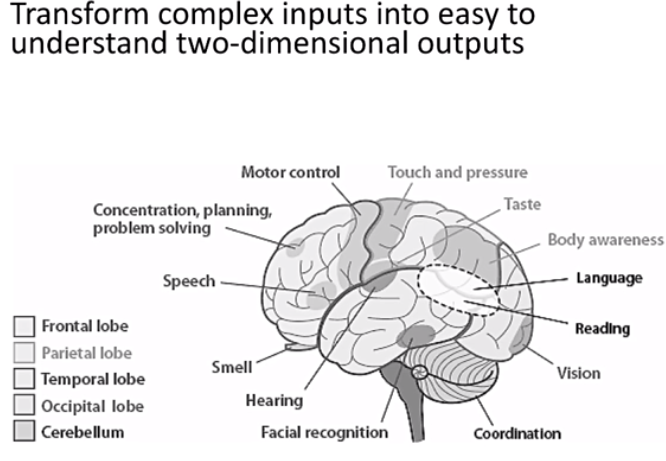 Transform complex inputs into easy to
understand two-dimensional outputs
Motor control
Touch and pressure
Taste
Concentration, planning,
problem solving
Body awareness
Speech
Language
Frontal lobe
Reading
Parietal lobe
Smell
Vision
Temporal lobe
Hearing
Occipital lobe
Facial recognition
Coordination
Cerebellum